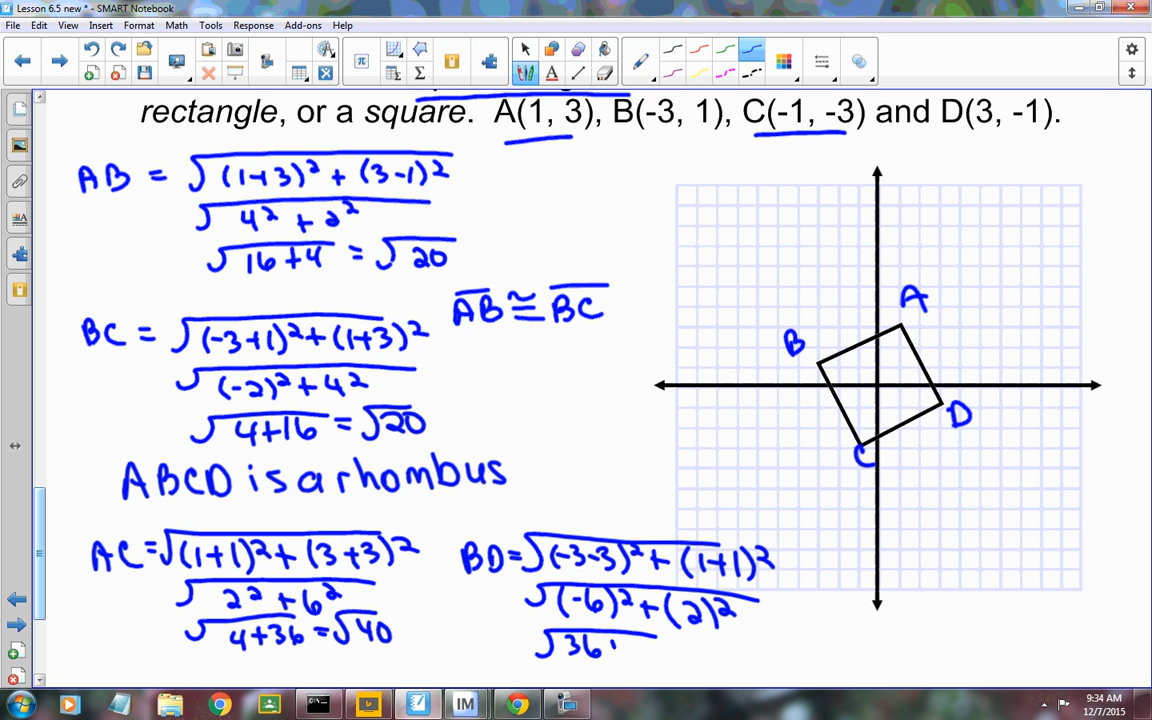 Lesson 6.5 new * - SMART Notebook
File Edit View Insert Format Math Tools Response Add-ons Help
rectangle, or a square. A(1, 3), B(-3, 1), C(-1, -3) and D(3, -1).
AB = √(1+3)² + (3-1)²
√4² + 2²
√16+4 = √20
AB ≅ BC
BC = √(-3+1)²+(1+3)²
√(-2)² + 4²
√4+16 = √20
ABCD is a rhombus
AC=√(1+1)²+(3+3)²
√2²+6²
√4+36 = √40
BD=√(-3-3)²+(1+1)²
√(-6)²+(2)²
√36
A
B
D
C
IM
9:34 AM
12/7/2015